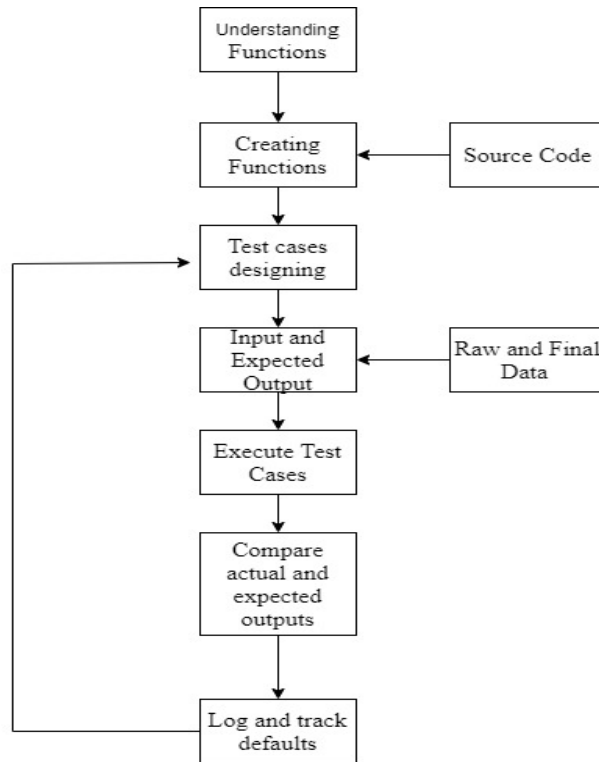 Understanding
Functions
Creating
Functions
Source Code
Test cases
designing
Input and
Expected
Output
Raw and Final
Data
Execute Test
Cases
Compare
actual and
expected
outputs
Log and track
defaults